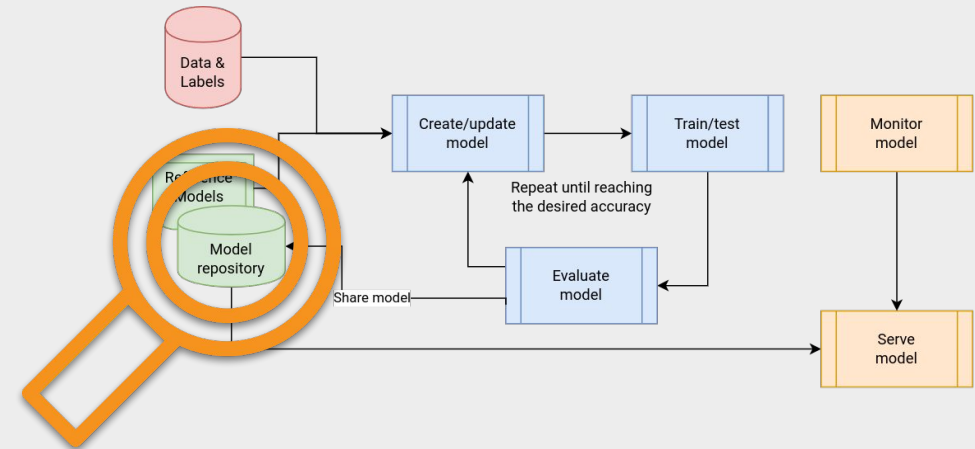 Data &
Labels
Create/update
model
Train/test
model
Monitor
model
Reference
Models
Repeat until reaching
the desired accuracy
Model
repository
Evaluate
model
Share model
Serve
model